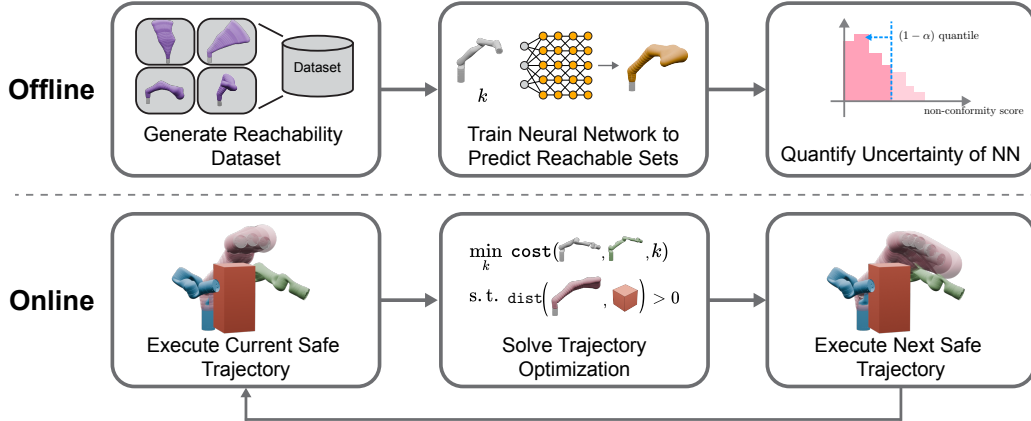 Offline
Dataset
Generate Reachability
Dataset
k
Train Neural Network to
Predict Reachable Sets
(1 − α) quantile
non-conformity score
Quantify Uncertainty of NN
Online
Execute Current Safe
Trajectory
min k cost( , , k)
s. t. dist( , ) > 0
Solve Trajectory
Optimization
Execute Next Safe
Trajectory